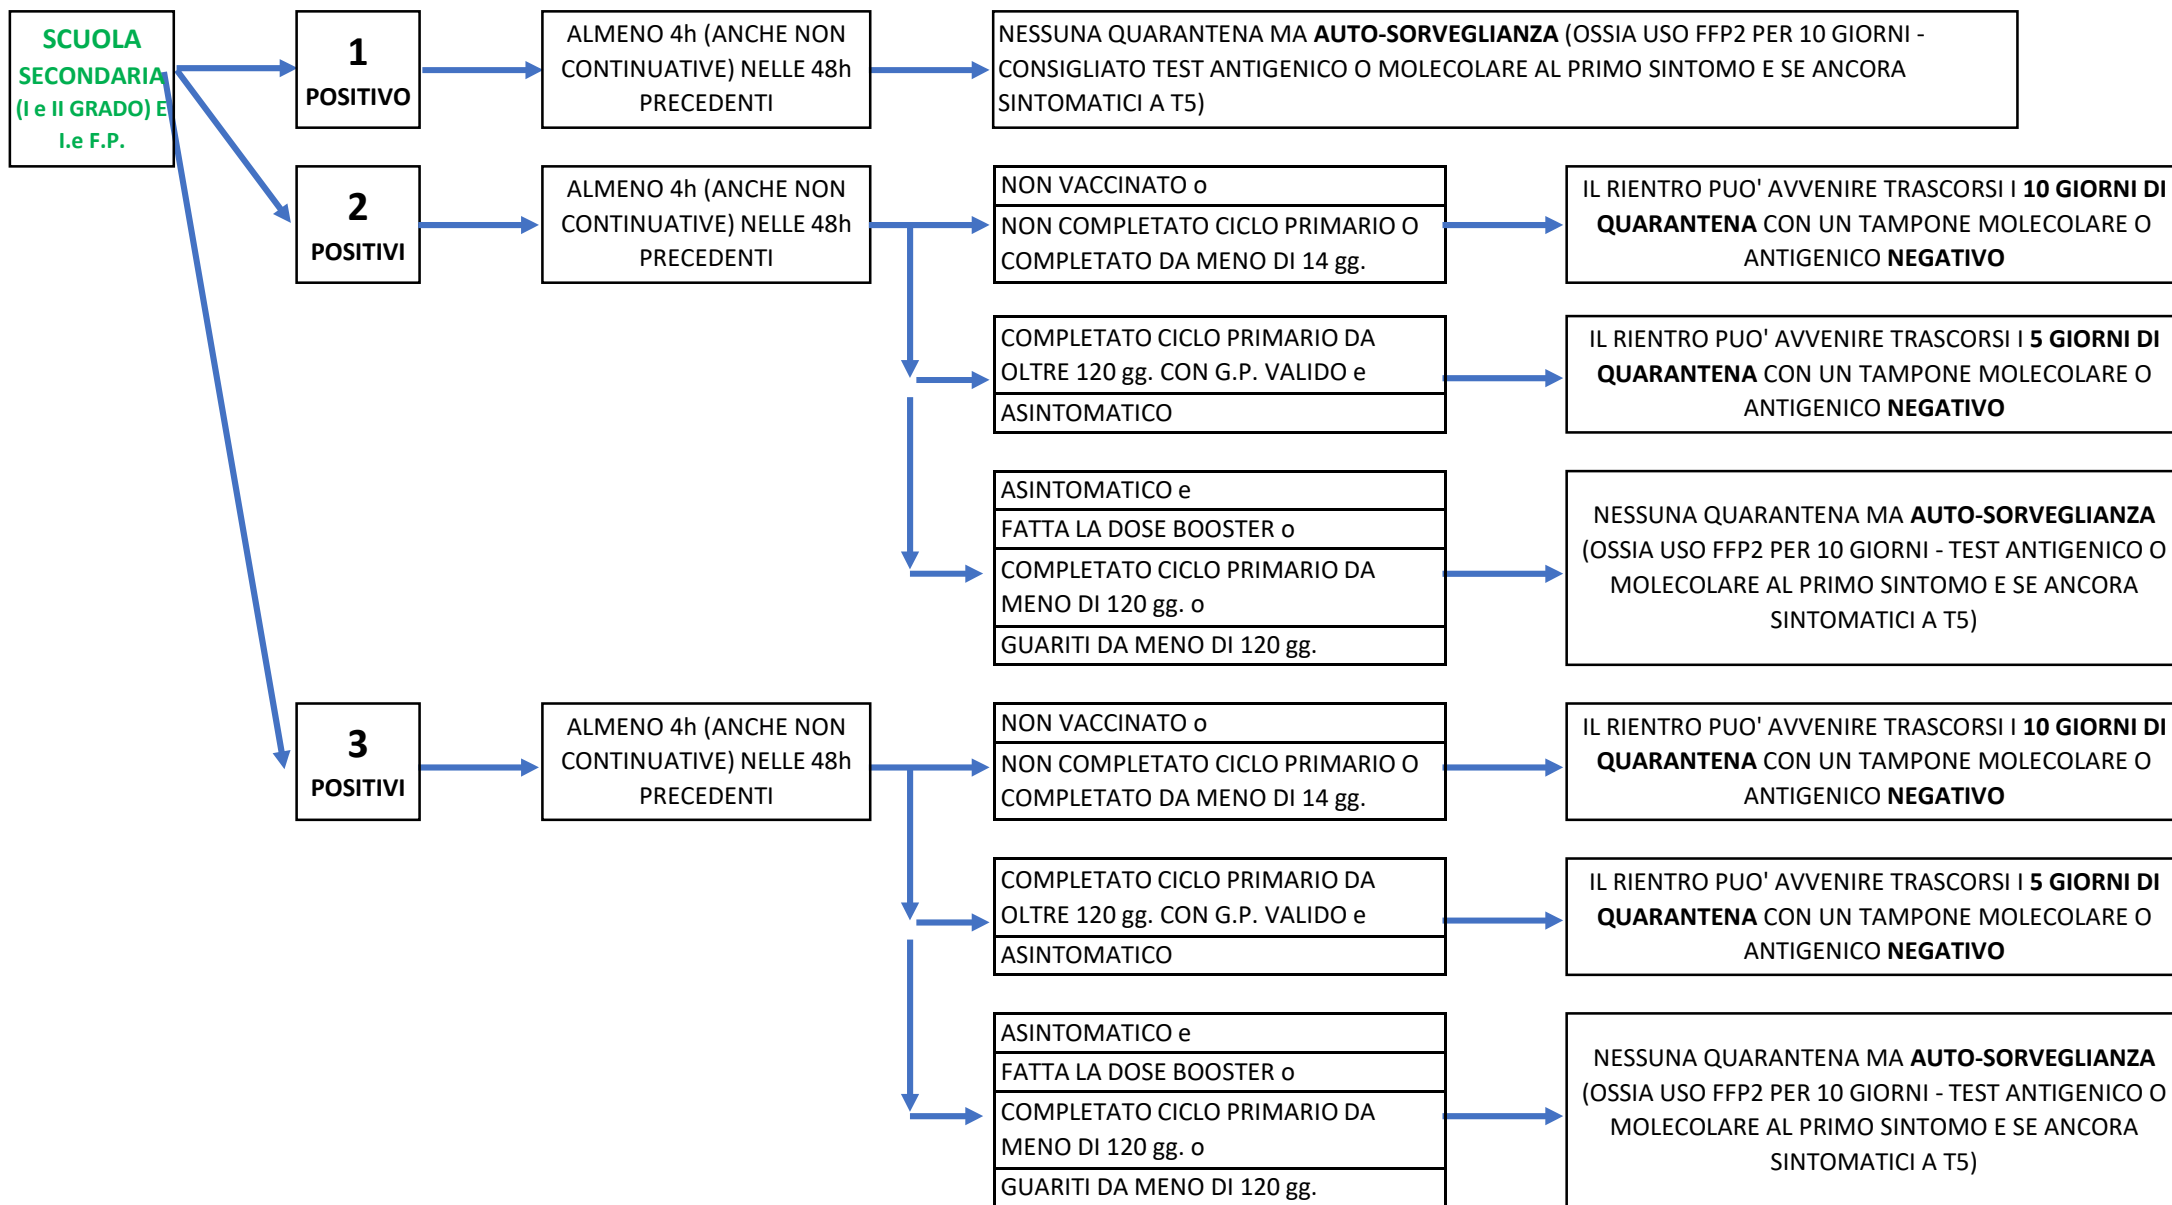 SCUOLA
SECONDARIA
(I e II GRADO) E
I.e F.P.
1
POSITIVO
ALMENO 4h (ANCHE NON
CONTINUATIVE) NELLE 48h
PRECEDENTI
NESSUNA QUARANTENA MA AUTO-SORVEGLIANZA (OSSIA USO FFP2 PER 10 GIORNI -
CONSIGLIATO TEST ANTIGENICO O MOLECOLARE AL PRIMO SINTOMO E SE ANCORA
SINTOMATICI A T5)
2
POSITIVI
ALMENO 4h (ANCHE NON
CONTINUATIVE) NELLE 48h
PRECEDENTI
NON VACCINATO o
NON COMPLETATO CICLO PRIMARIO O
COMPLETATO DA MENO DI 14 gg.
IL RIENTRO PUO' AVVENIRE TRASCORSI I 10 GIORNI DI
QUARANTENA CON UN TAMPONE MOLECOLARE O
ANTIGENICO NEGATIVO
COMPLETATO CICLO PRIMARIO DA
OLTRE 120 gg. CON G.P. VALIDO e
ASINTOMATICO
IL RIENTRO PUO' AVVENIRE TRASCORSI I 5 GIORNI DI
QUARANTENA CON UN TAMPONE MOLECOLARE O
ANTIGENICO NEGATIVO
ASINTOMATICO e
FATTA LA DOSE BOOSTER o
COMPLETATO CICLO PRIMARIO DA
MENO DI 120 gg. o
GUARITI DA MENO DI 120 gg.
NESSUNA QUARANTENA MA AUTO-SORVEGLIANZA
(OSSIA USO FFP2 PER 10 GIORNI - TEST ANTIGENICO O
MOLECOLARE AL PRIMO SINTOMO E SE ANCORA
SINTOMATICI A T5)
3
POSITIVI
ALMENO 4h (ANCHE NON
CONTINUATIVE) NELLE 48h
PRECEDENTI
NON VACCINATO o
NON COMPLETATO CICLO PRIMARIO O
COMPLETATO DA MENO DI 14 gg.
IL RIENTRO PUO' AVVENIRE TRASCORSI I 10 GIORNI DI
QUARANTENA CON UN TAMPONE MOLECOLARE O
ANTIGENICO NEGATIVO
COMPLETATO CICLO PRIMARIO DA
OLTRE 120 gg. CON G.P. VALIDO e
ASINTOMATICO
IL RIENTRO PUO' AVVENIRE TRASCORSI I 5 GIORNI DI
QUARANTENA CON UN TAMPONE MOLECOLARE O
ANTIGENICO NEGATIVO
ASINTOMATICO e
FATTA LA DOSE BOOSTER o
COMPLETATO CICLO PRIMARIO DA
MENO DI 120 gg. o
GUARITI DA MENO DI 120 gg.
NESSUNA QUARANTENA MA AUTO-SORVEGLIANZA
(OSSIA USO FFP2 PER 10 GIORNI - TEST ANTIGENICO O
MOLECOLARE AL PRIMO SINTOMO E SE ANCORA
SINTOMATICI A T5)